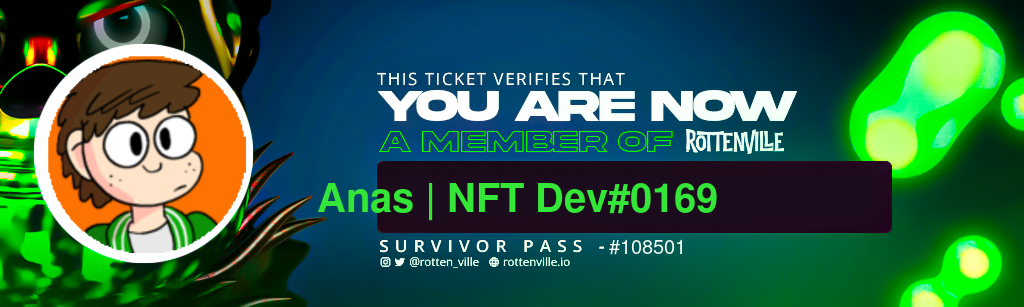 THIS TICKET VERIFIES THAT
YOU ARE NOW
A MEMBER OF ROTTENVILLE
Anas | NFT Dev#0169
SURVIVOR PASS - #108501
@rotten_ville rottenville.io